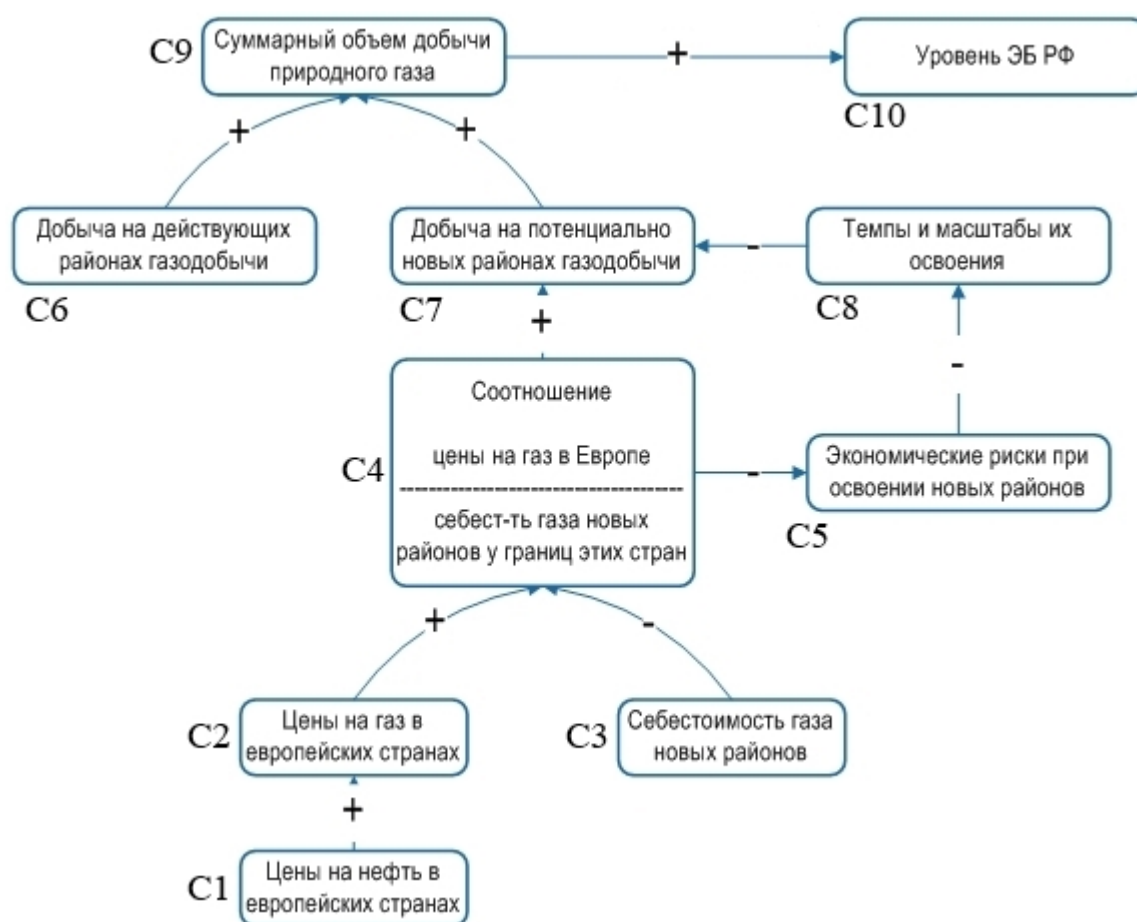 C9
Суммарный объем добычи
природного газа
+
Уровень ЭБ РФ
C10
+
+
Добыча на действующих
районах газодобычи
C6
Добыча на потенциально
новых районах газодобычи
C7
-
Темпы и масштабы их
освоения
C8
+
-
C4
Соотношение
цены на газ в Европе
------------------------------------------
себест-ть газа новых
районов у границ этих стран
-
Экономические риски при
освоении новых районов
C5
+
-
C2
Цены на газ в
европейских странах
C3
Себестоимость газа
новых районов
+
C1
Цены на нефть в
европейских странах